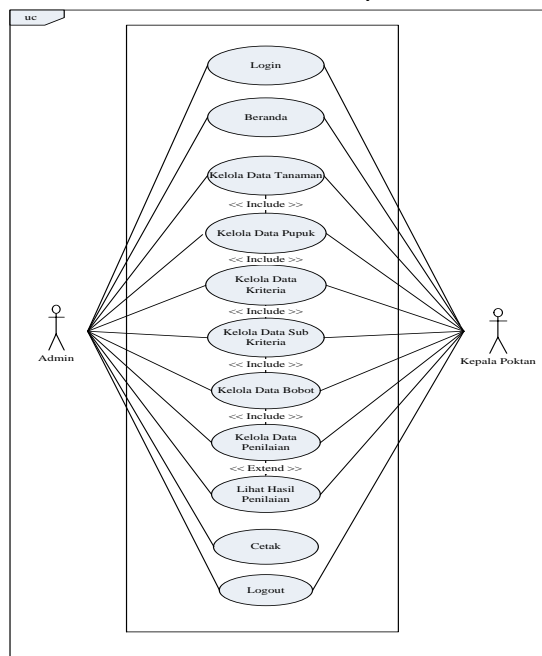 uc
Login
Beranda
Kelola Data Tanaman
<< Include >>
Kelola Data Pupuk
<< Include >>
Kelola Data
Kriteria
<< Include >>
Kelola Data Sub
Kriteria
<< Include >>
Kelola Data Bobot
<< Include >>
Kelola Data
Penilaian
<< Extend >>
Lihat Hasil
Penilaian
Cetak
Logout
Admin
Kepala Poktan